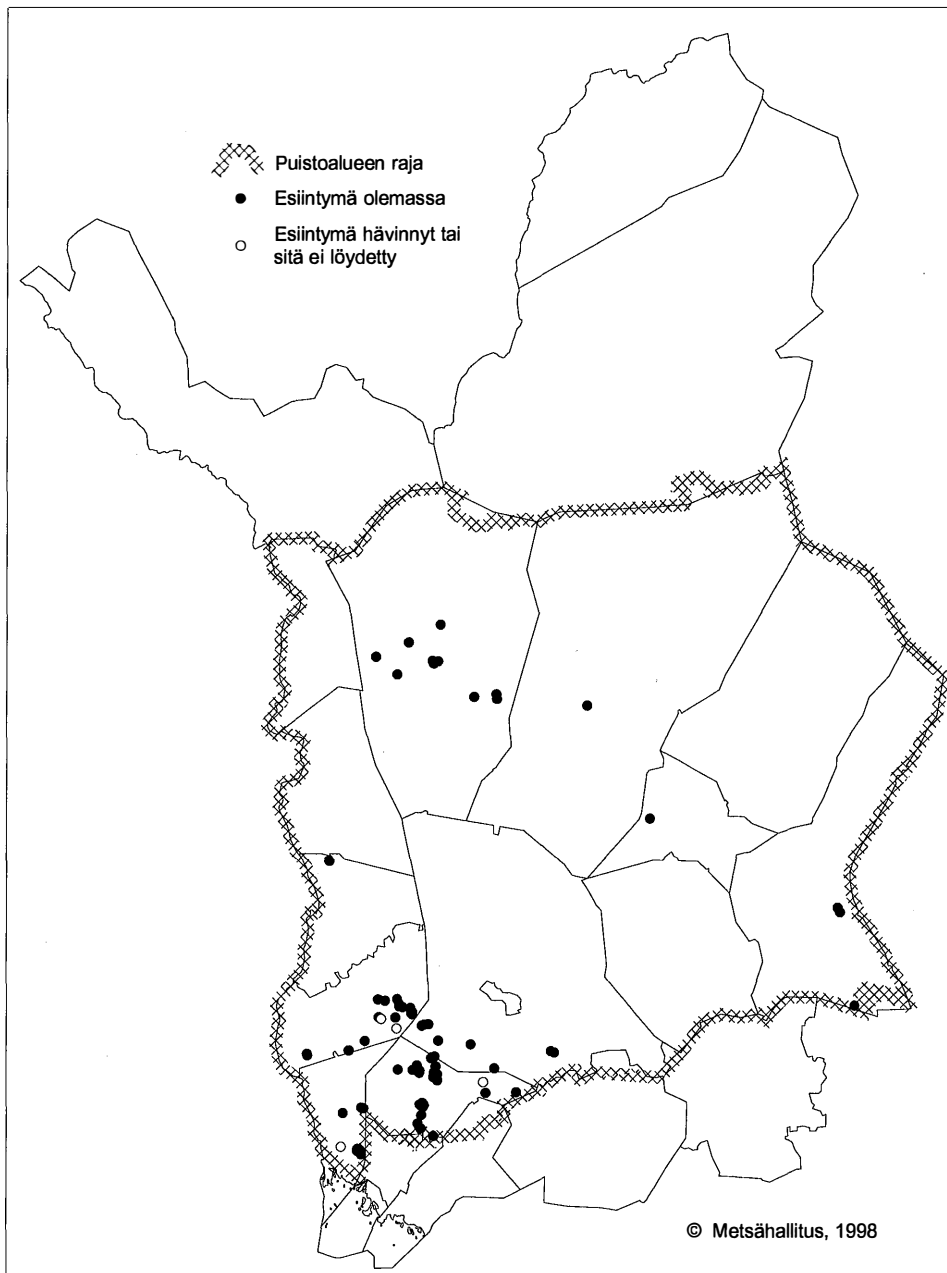 Puistoalueen raja
Esiintymä olemassa
Esiintymä hävinnyt tai
sitä ei löydetty
© Metsähallitus, 1998